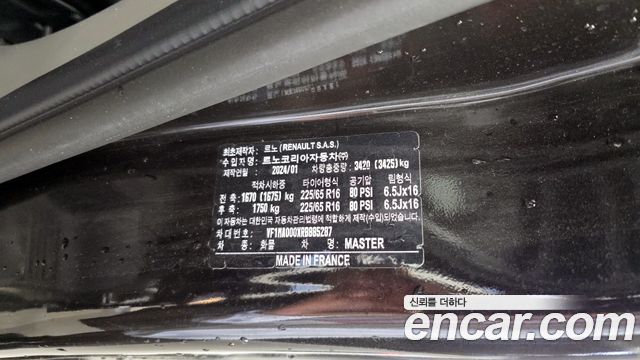 최초제작자: 르노 (RENAULT S.A.S.)
수 입 자: 르노코리아자동차㈜
제작년월: 2024/01 차량총중량: 3420 (3425) kg
적차시하중 타이어형식 공기압 림형식
전 축: 1670 (1675) kg 225/65 R16 80 PSI 6.5Jx16
후 축: 1750 kg 225/65 R16 80 PSI 6.5Jx16
이 자동차는 대한민국 자동차관리법령에 적합하게 제작(수입)되었습니다.
차대번호:
차 종: 화물 차 명: MASTER
MADE IN FRANCE
신뢰를 더하다
encar.com